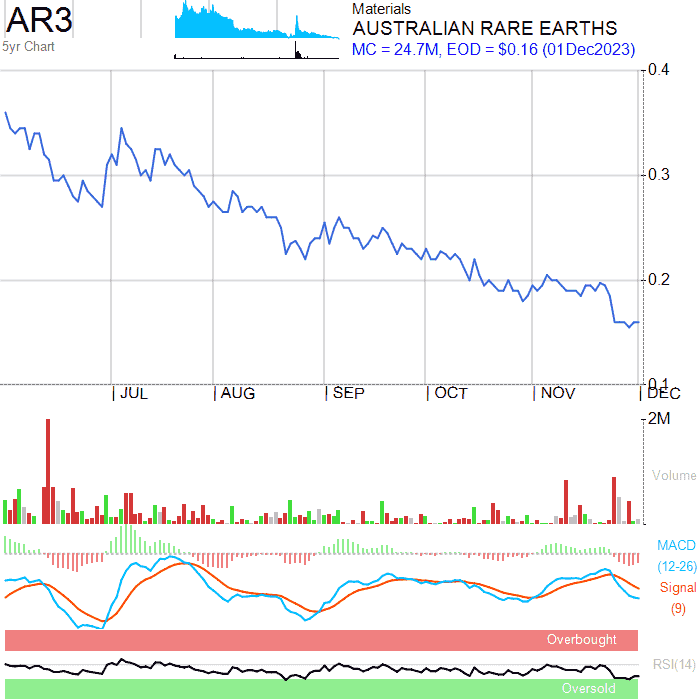 AR3
5yr Chart
Materials
AUSTRALIAN RARE EARTHS
MC = 24.7M, EOD = $0.16 (01Dec2023)
0.4
0.3
0.2
0.1
JUL
AUG
SEP
OCT
NOV
DEC
2M
Volume
MACD
(12-26)
Signal
(9)
Overbought
RSI(14)
Oversold